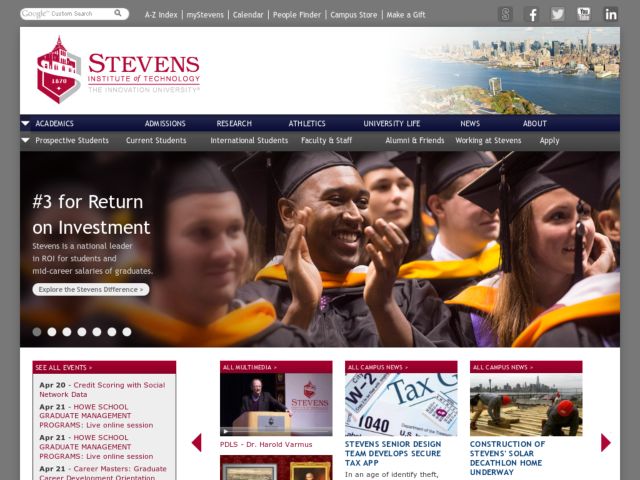 Google™ Custom Search
A-Z Index | myStevens | Calendar | People Finder | Campus Store | Make a Gift
STEVENS
INSTITUTE of TECHNOLOGY
THE INNOVATION UNIVERSITY®
1870
ACADEMICS ADMISSIONS RESEARCH ATHLETICS UNIVERSITY LIFE NEWS ABOUT
Prospective Students Current Students International Students Faculty & Staff Alumni & Friends Working at Stevens Apply
#3 for Return
on Investment
Stevens is a national leader
in ROI for students and
mid-career salaries of graduates.
Explore the Stevens Difference >
SEE ALL EVENTS >
Apr 20 - Credit Scoring with Social
Network Data
Apr 21 - HOWE SCHOOL
GRADUATE MANAGEMENT
PROGRAMS: Live online session
Apr 21 - HOWE SCHOOL
GRADUATE MANAGEMENT
PROGRAMS: Live online session
Apr 21 - Career Masters: Graduate
Career Development Orientation
ALL MULTIMEDIA >
STEVENS
PDLS - Dr. Harold Varmus
ALL CAMPUS NEWS >
W-2
Tax G
1040
STEVENS SENIOR DESIGN
TEAM DEVELOPS SECURE
TAX APP
In an age of identity theft,
ALL CAMPUS NEWS >
CONSTRUCTION OF
STEVENS' SOLAR
DECATHLON HOME
UNDERWAY